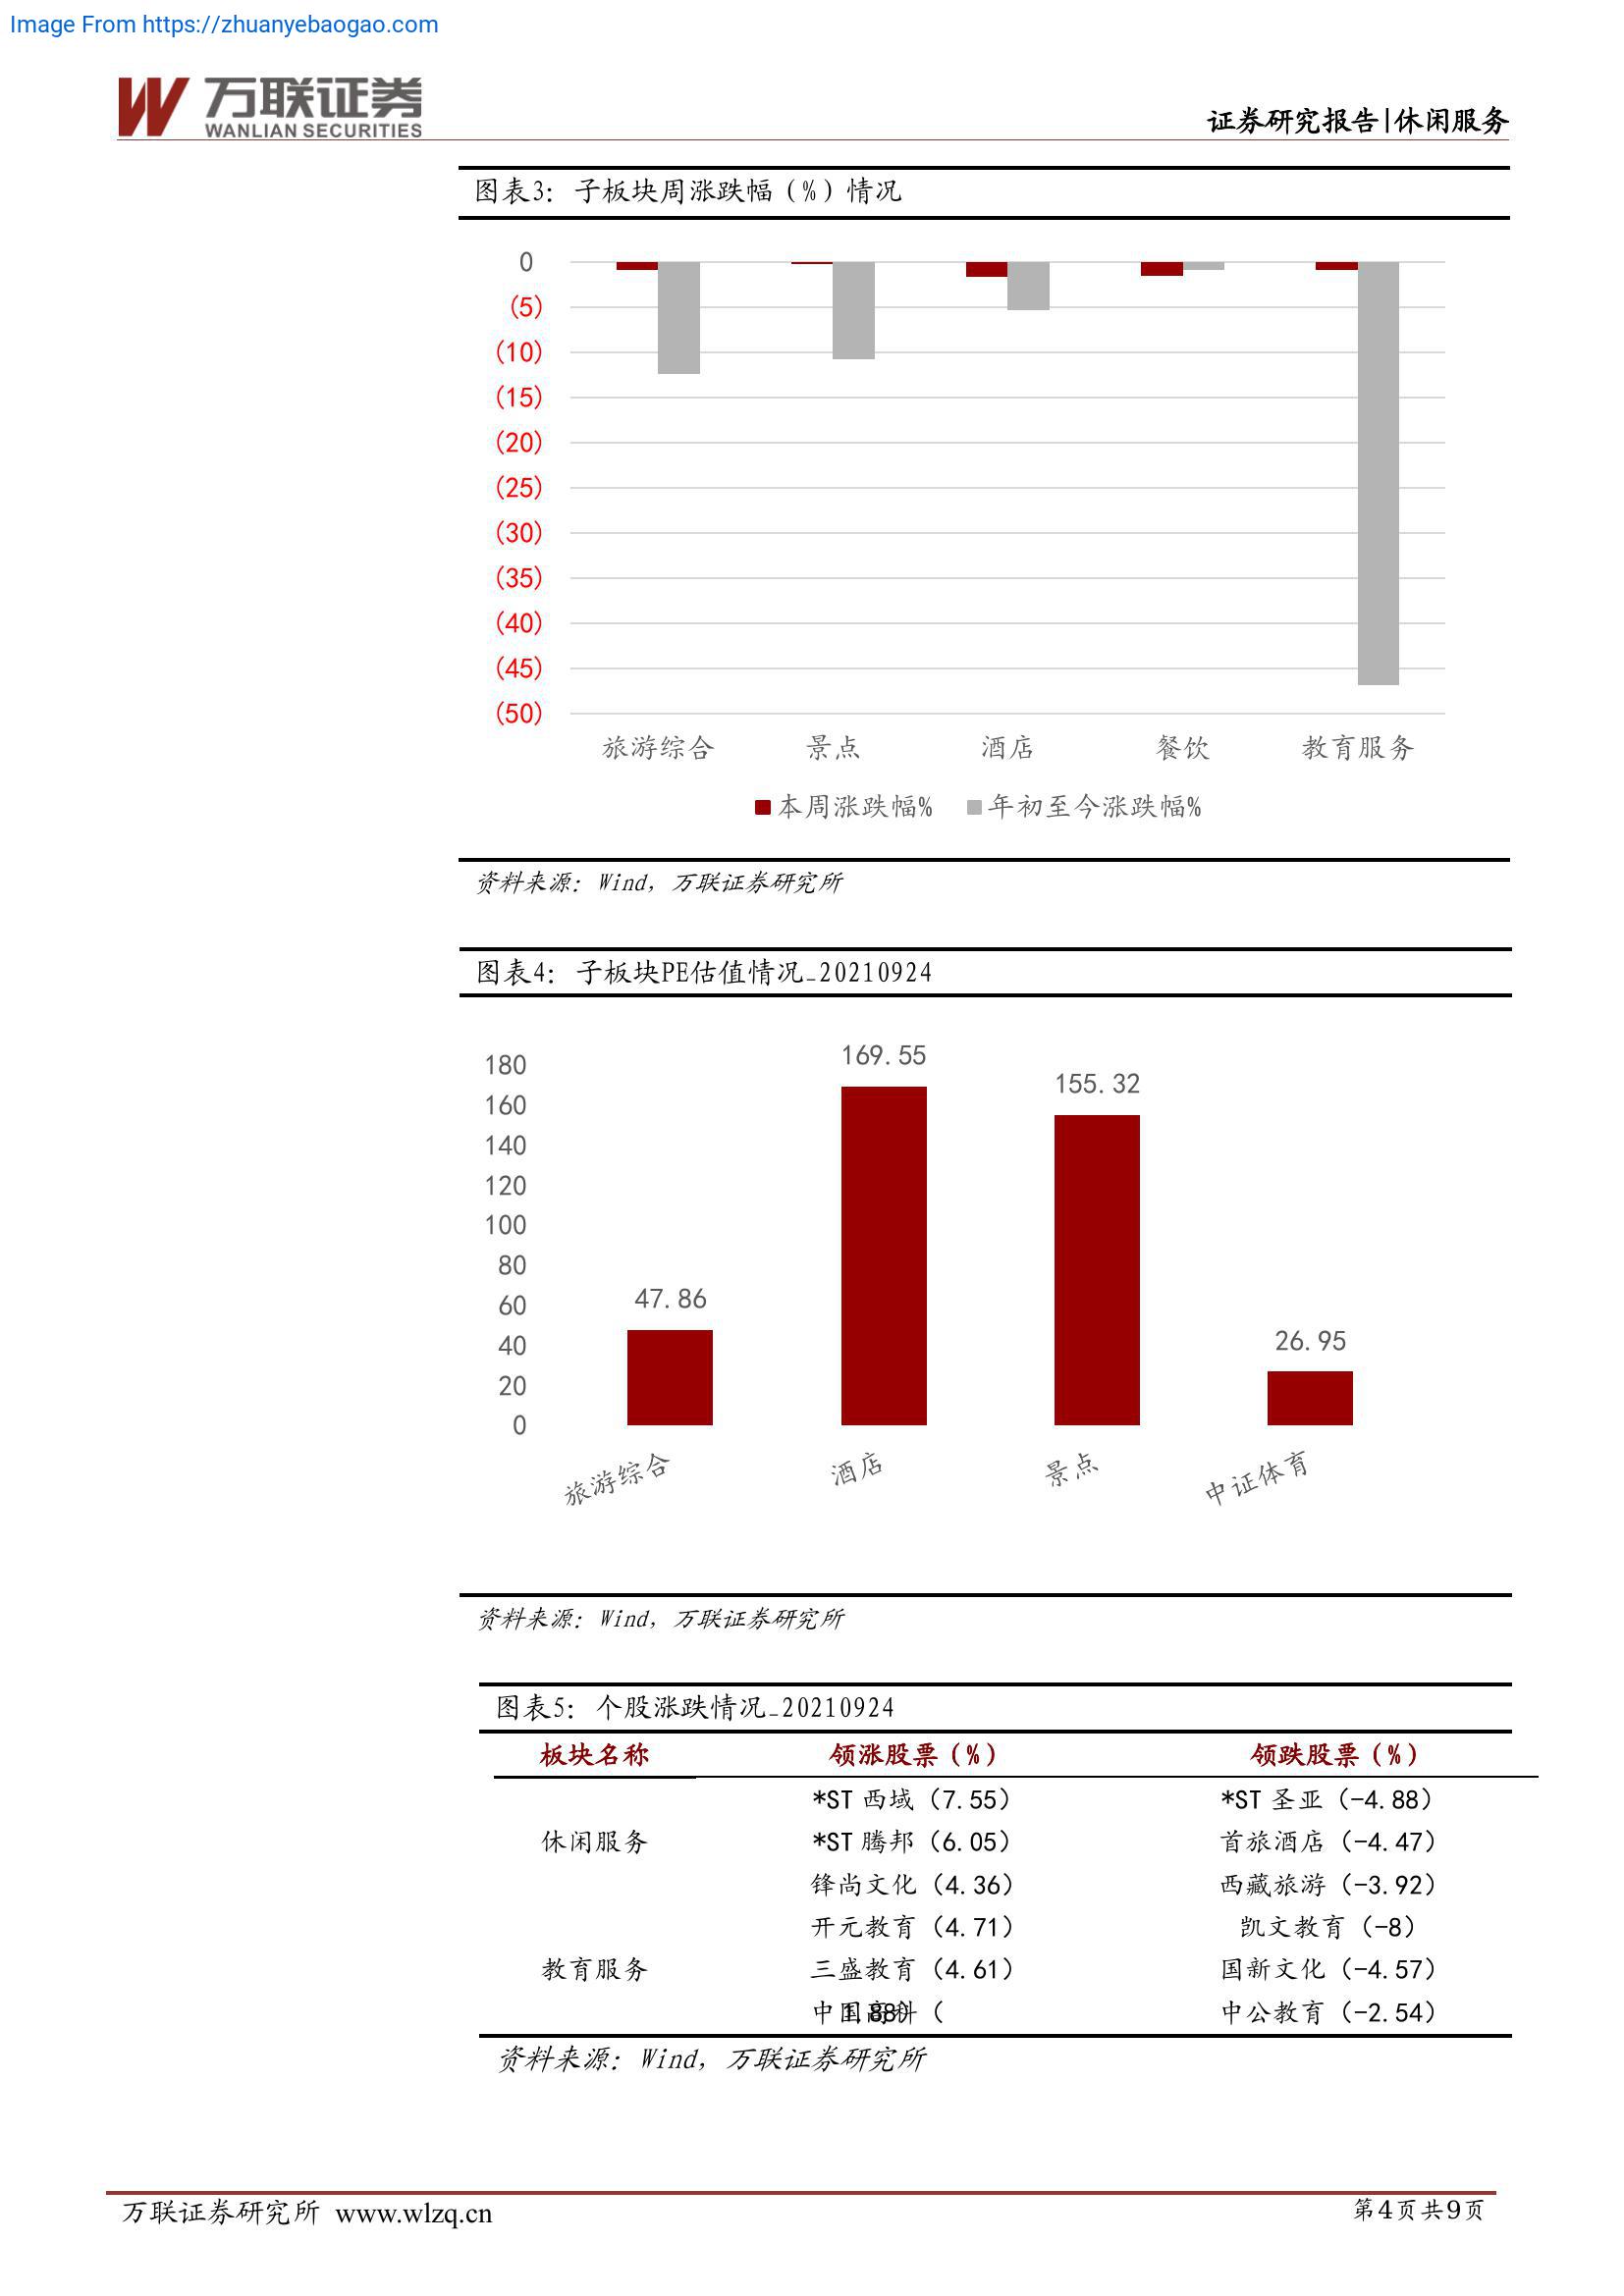 Image From https://zhuanyebaogao.com
万联证券
WANLIAN SECURITIES
证券研究报告|休闲服务
图表3：子板块周涨跌幅（%）情况
0
(5)
(10)
(15)
(20)
(25)
(30)
(35)
(40)
(45)
(50)
旅游综合 景点 酒店 餐饮 教育服务
本周涨跌幅% 年初至今涨跌幅%
资料来源：Wind，万联证券研究所
图表4：子板块PE估值情况_20210924
180
160
140
120
100
80
60
40
20
0
47.86 169.55 155.32 26.95
旅游综合 酒店 景点 中证体育
资料来源：Wind，万联证券研究所
图表5：个股涨跌情况_20210924
板块名称 领涨股票（%） 领跌股票（%）
*ST 西域（7.55） *ST 圣亚（-4.88）
休闲服务 *ST 腾邦（6.05） 首旅酒店（-4.47）
锋尚文化（4.36） 西藏旅游（-3.92）
开元教育（4.71） 凯文教育（-8）
教育服务 三盛教育（4.61） 国新文化（-4.57）
中公教育（-2.54）
资料来源：Wind，万联证券研究所
万联证券研究所 www.wlzq.cn
第4页共9页